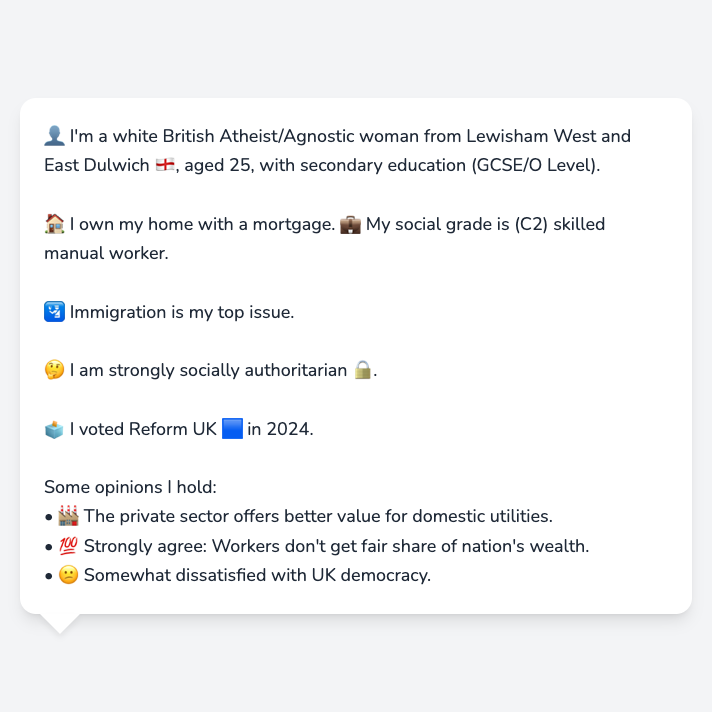 👤 I'm a white British Atheist/Agnostic woman from Lewisham West and
East Dulwich 🏴󠁧󠁢󠁥󠁮󠁧󠁿, aged 25, with secondary education (GCSE/O Level).
🏠 I own my home with a mortgage. 💼 My social grade is (C2) skilled
manual worker.
🛂 Immigration is my top issue.
🤔 I am strongly socially authoritarian 🔒.
🗳️ I voted Reform UK 🟦 in 2024.
Some opinions I hold:
• 🏭 The private sector offers better value for domestic utilities.
• 💯 Strongly agree: Workers don't get fair share of nation's wealth.
• 😕 Somewhat dissatisfied with UK democracy.